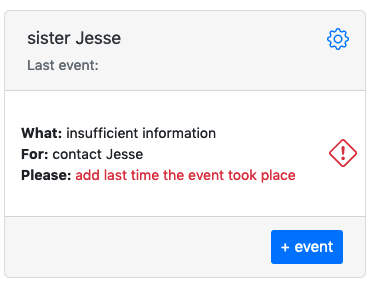 sister Jesse
Last event:
What: insufficient information
For: contact Jesse
Please: add last time the event took place
+ event